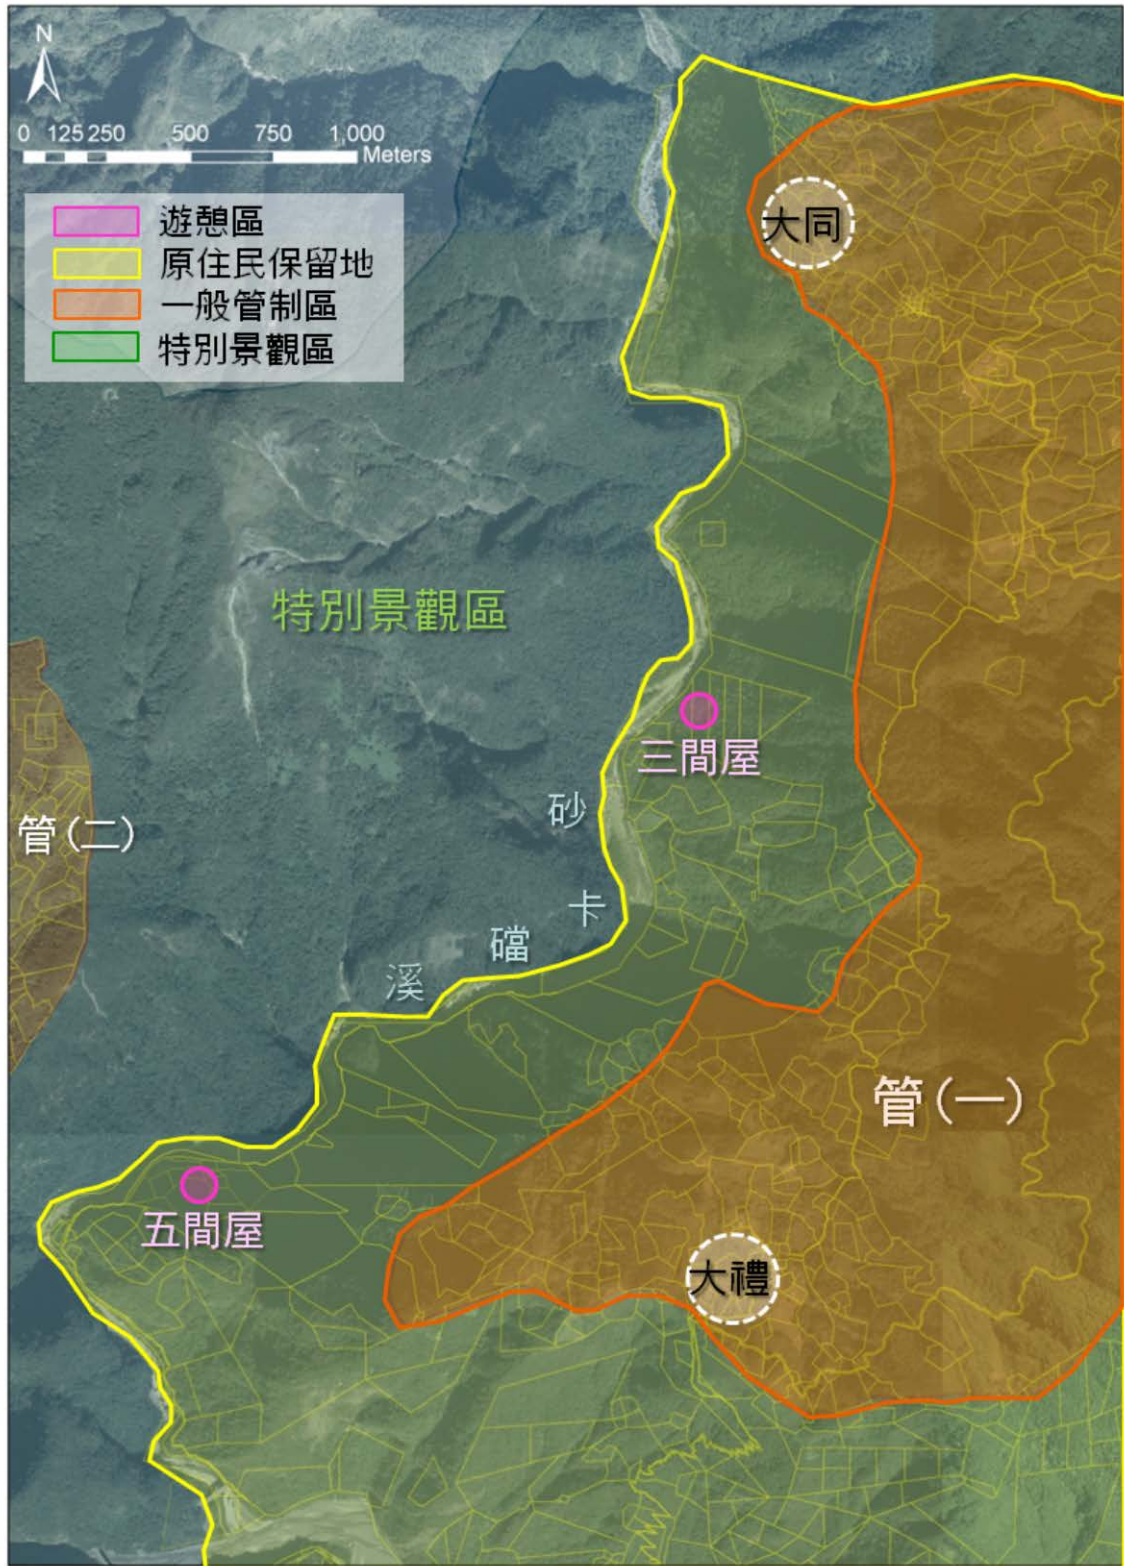 N
0 125 250 500 750 1,000
Meters
遊憩區
原住民保留地
一般管制區
特別景觀區
大同
特別景觀區
三間屋
砂
管(二)
卡
礑
溪
管(一)
五間屋
大禮